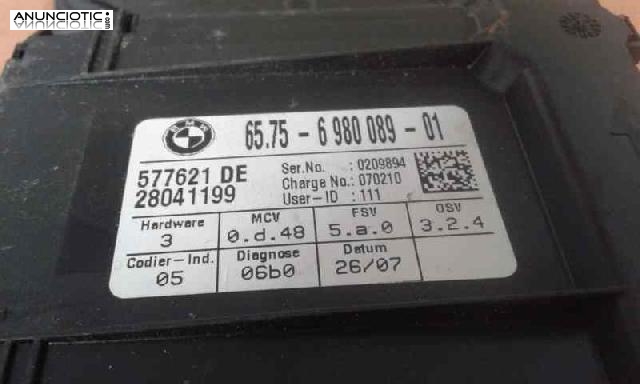 ANUNCIOTIC.com
BMW
65.75 - 6 980 089 - 01
577621 DE
28041199
Ser.No. : 0209894
Charge No.: 070210
User-ID : 111
Hardware
3
MCV
0.d.48
FSV
5.a.0
OSV
3.2.4
Codier-Ind.
05
Diagnose
06b0
Datum
26/07